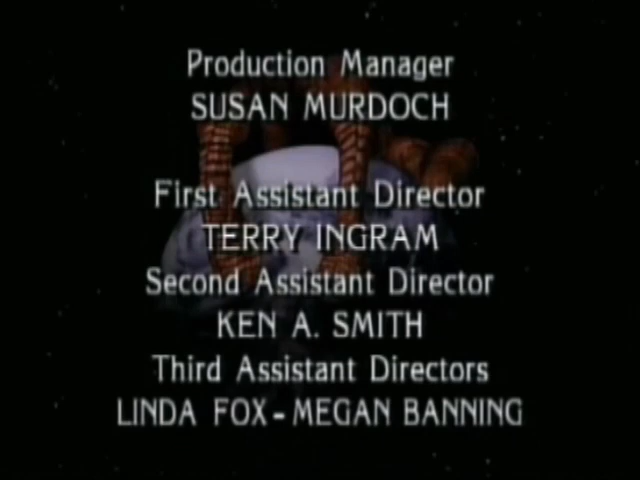 Production Manager
SUSAN MURDOCH
First Assistant Director
TERRY INGRAM
Second Assistant Director
KEN A. SMITH
Third Assistant Directors
LINDA FOX - MEGAN BANNING